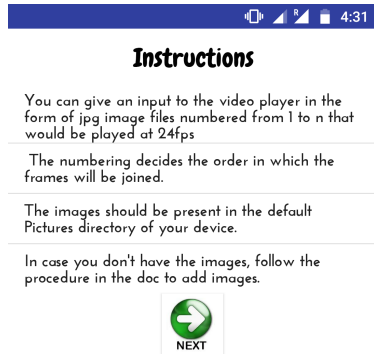 R 4:31
Instructions
You can give an input to the video player in the
form of jpg image files numbered from 1 to n that
would be played at 24fps
The numbering decides the order in which the
frames will be joined.
The images should be present in the default
Pictures directory of your device.
In case you don't have the images, follow the
procedure in the doc to add images.
NEXT